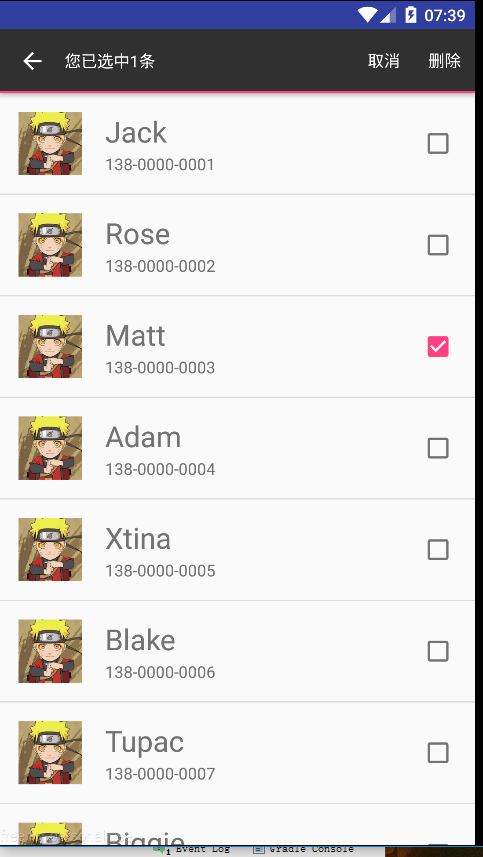 07:39
您已选中1条 取消 删除
Jack
138-0000-0001
Rose
138-0000-0002
Matt
138-0000-0003
Adam
138-0000-0004
Xtina
138-0000-0005
Blake
138-0000-0006
Tupac
138-0000-0007
Biggie
1 Event Log Gradle Console